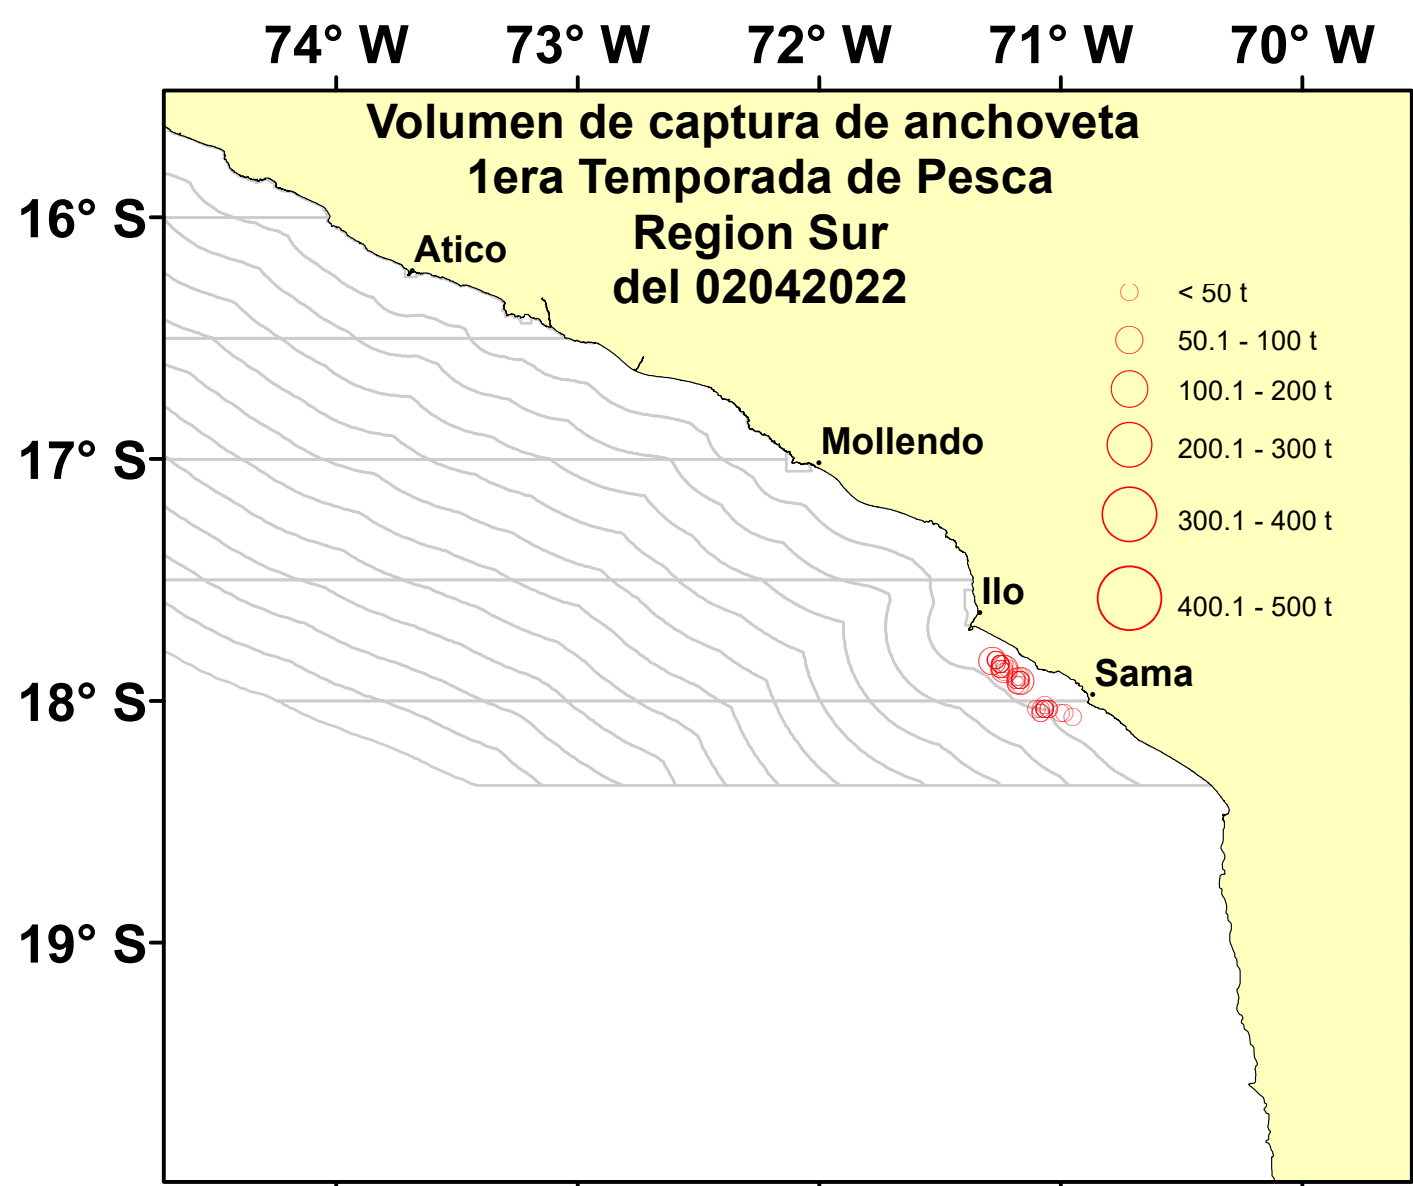 74° W 73° W 72° W 71° W 70° W
Volumen de captura de anchoveta
1era Temporada de Pesca
Region Sur
del 02042022
16° S
17° S
18° S
19° S
Atico
Mollendo
Ilo
Sama
< 50 t
50.1 - 100 t
100.1 - 200 t
200.1 - 300 t
300.1 - 400 t
400.1 - 500 t